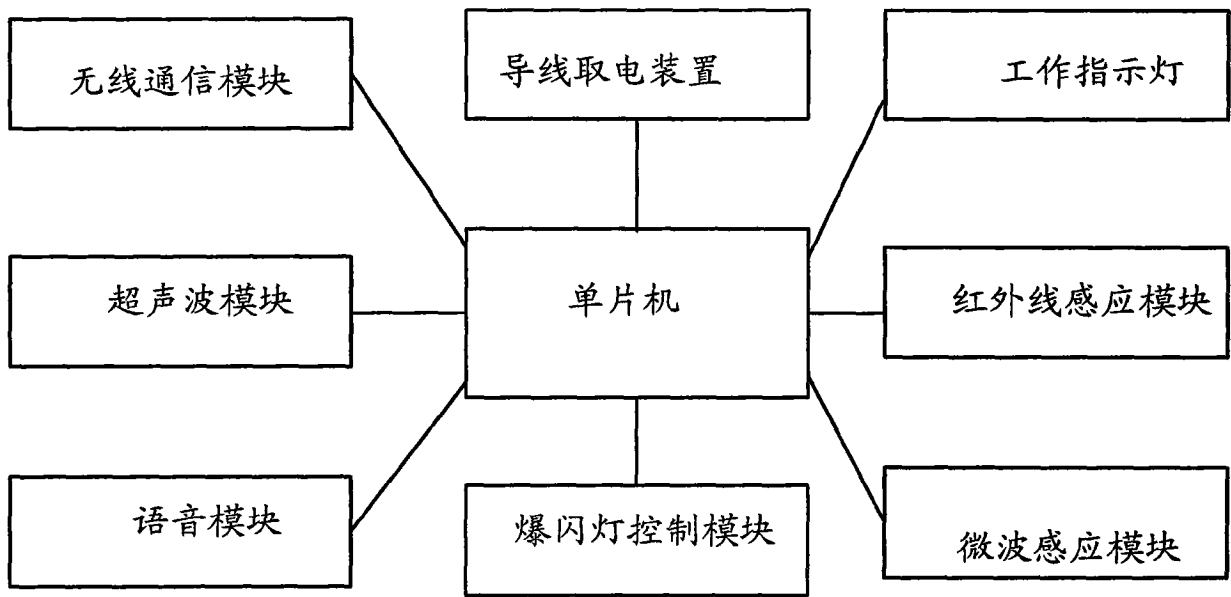 无线通信模块
导线取电装置
工作指示灯
超声波模块
单片机
红外线感应模块
语音模块
爆闪灯控制模块
微波感应模块